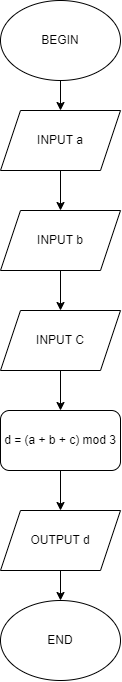 BEGIN
INPUT a
INPUT b
INPUT C
d = (a + b + c) mod 3
OUTPUT d
END